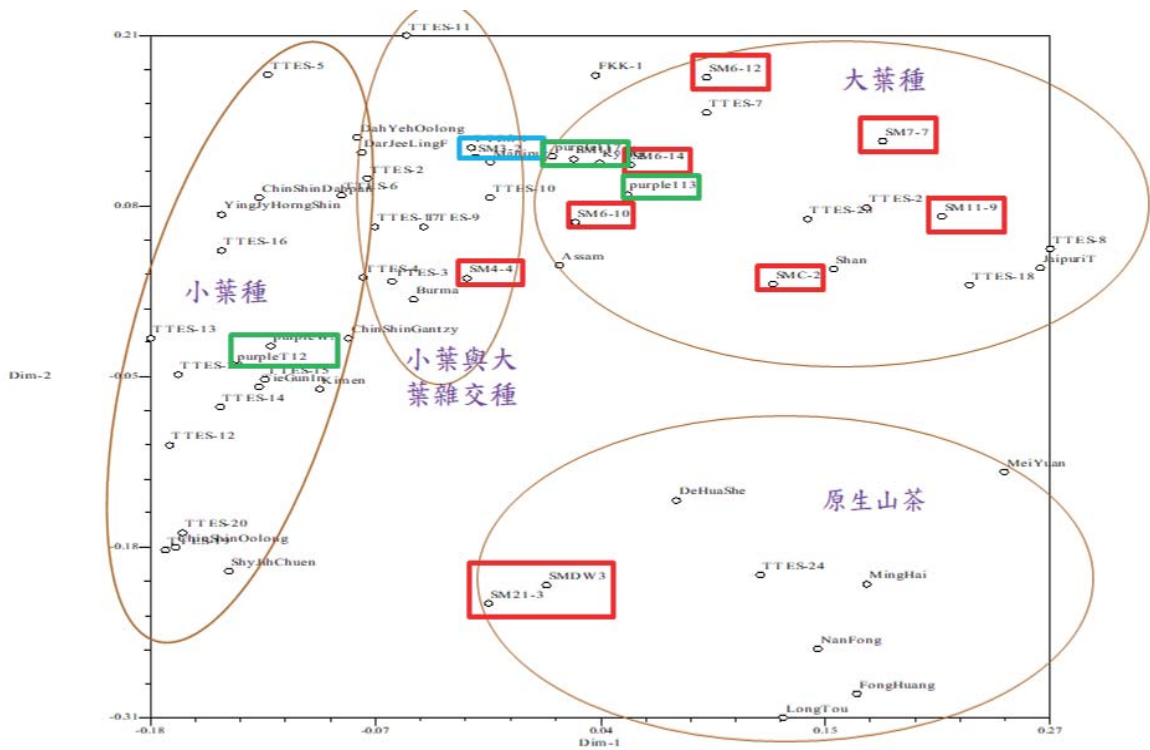 0.21
TTES-11
TTES-5
FKK-1
SM6-12
大葉種
TTES-7
DahYehOolong
SM7-7
DarJeeLingF
SM3-2
purple117
SM6-14
TTES-2
purple113
TTES-6
TTES-10
ChinShinDahpan
YingJyHorngShin
0.08
TTES-2
SM11-9
TTES-17
TTES-9
SM6-10
TTES-16
TTES-8
Assam
Shan
JaipuriT
TTES-4
TTES-3
SM4-4
SMC-2
TTES-18
小葉種
Burma
TTES-13
ChinShinGantzy
purpleT12
小葉與大
葉雜交種
Dim-2
-0.05
TTES-15
TieGunIn
Kimen
TTES-14
TTES-12
MeiYuan
DeHuaShe
原生山茶
TTES-20
ChinShinOolong
-0.18
ShyJihChuen
SMDW3
TTES-24
MingHai
SM21-3
NanFong
FongHuang
LongTou
-0.31
-0.18
-0.07
0.04
0.15
0.27
Dim-1